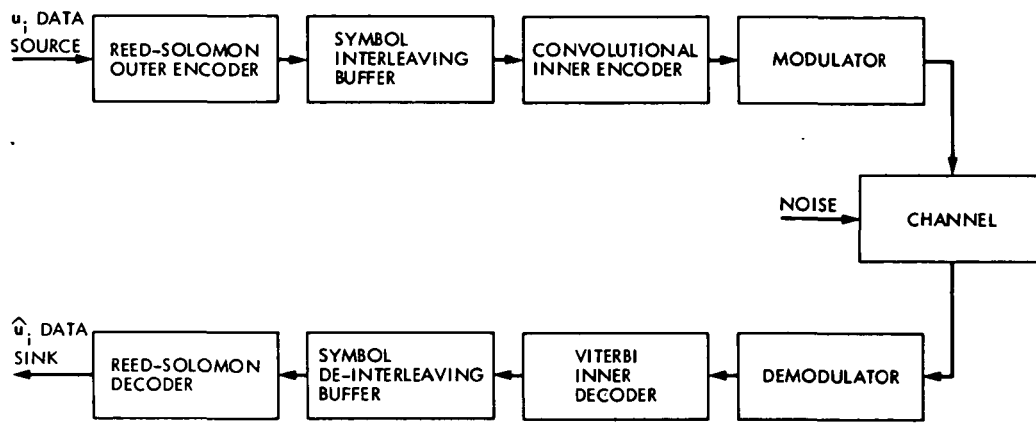 u_i DATA
SOURCE
REED-SOLOMON
OUTER ENCODER
SYMBOL
INTERLEAVING
BUFFER
CONVOLUTIONAL
INNER ENCODER
MODULATOR
NOISE
CHANNEL
û_i DATA
SINK
REED-SOLOMON
DECODER
SYMBOL
DE-INTERLEAVING
BUFFER
VITERBI
INNER
DECODER
DEMODULATOR